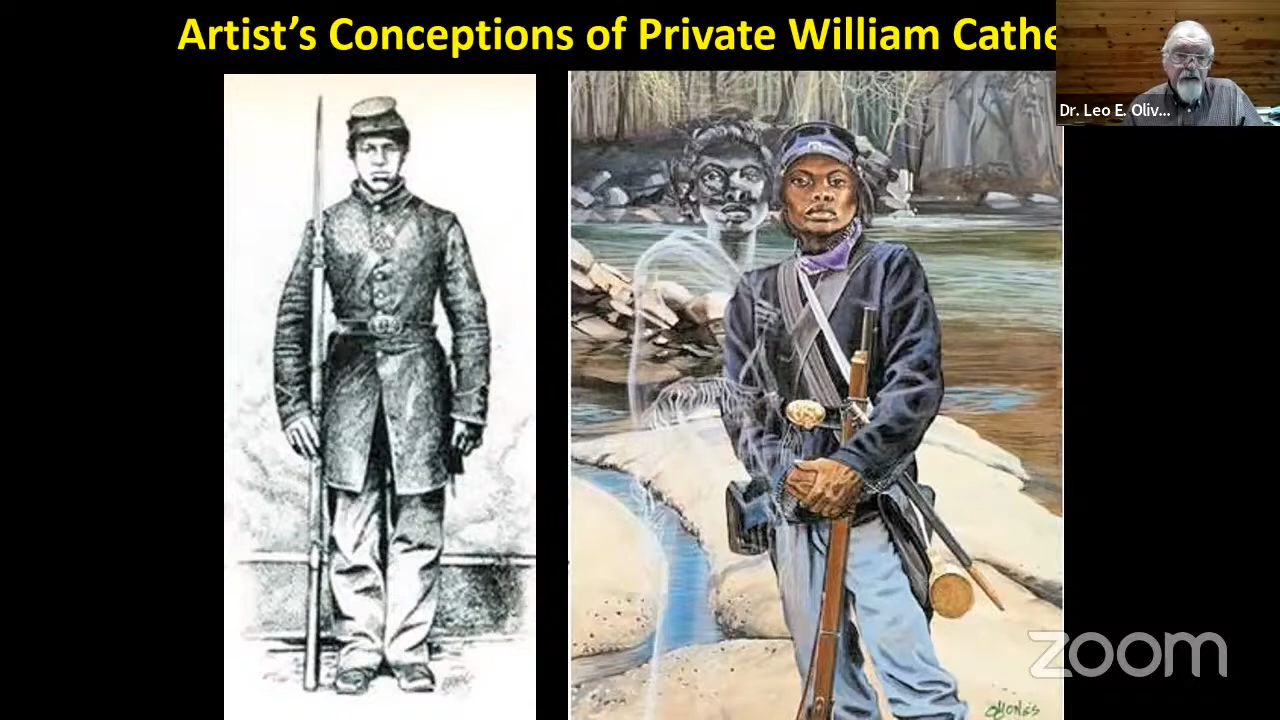 Artist's Conceptions of Private William Cathe
Dr. Leo E. Oliv...
zoom